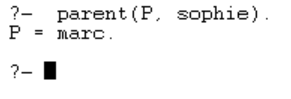 ?-  parent(P, sophie).
P = marc.
?-